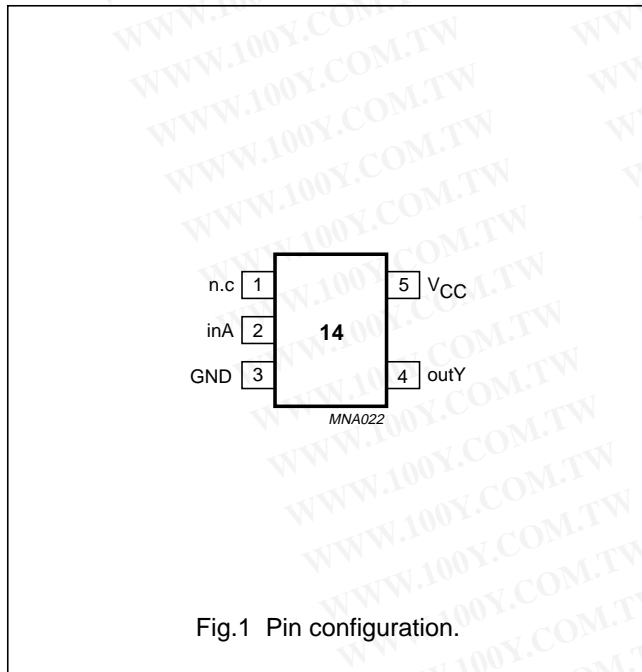 n.c 1
5 VCC
inA 2
14
GND 3
4 outY
MNA022
Fig.1 Pin configuration.
WWW.100Y.COM.TW